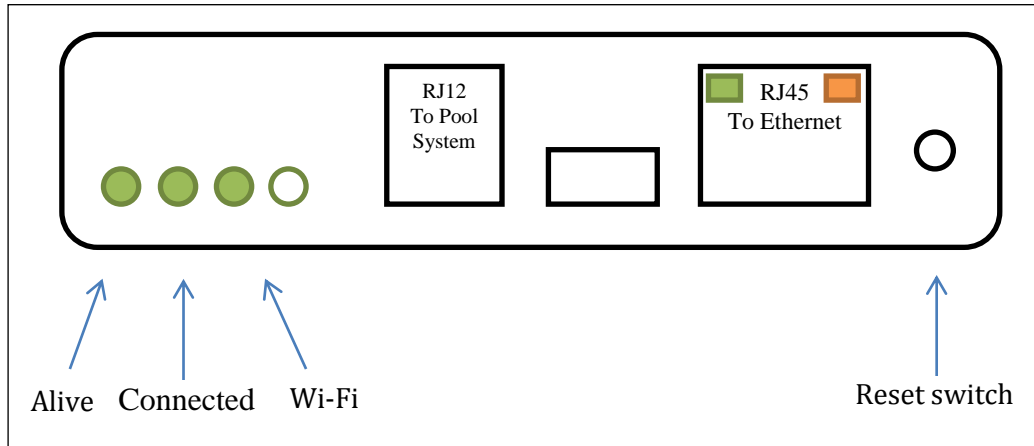 RJ12
To Pool
System
RJ45
To Ethernet
Alive
Connected
Wi-Fi
Reset switch